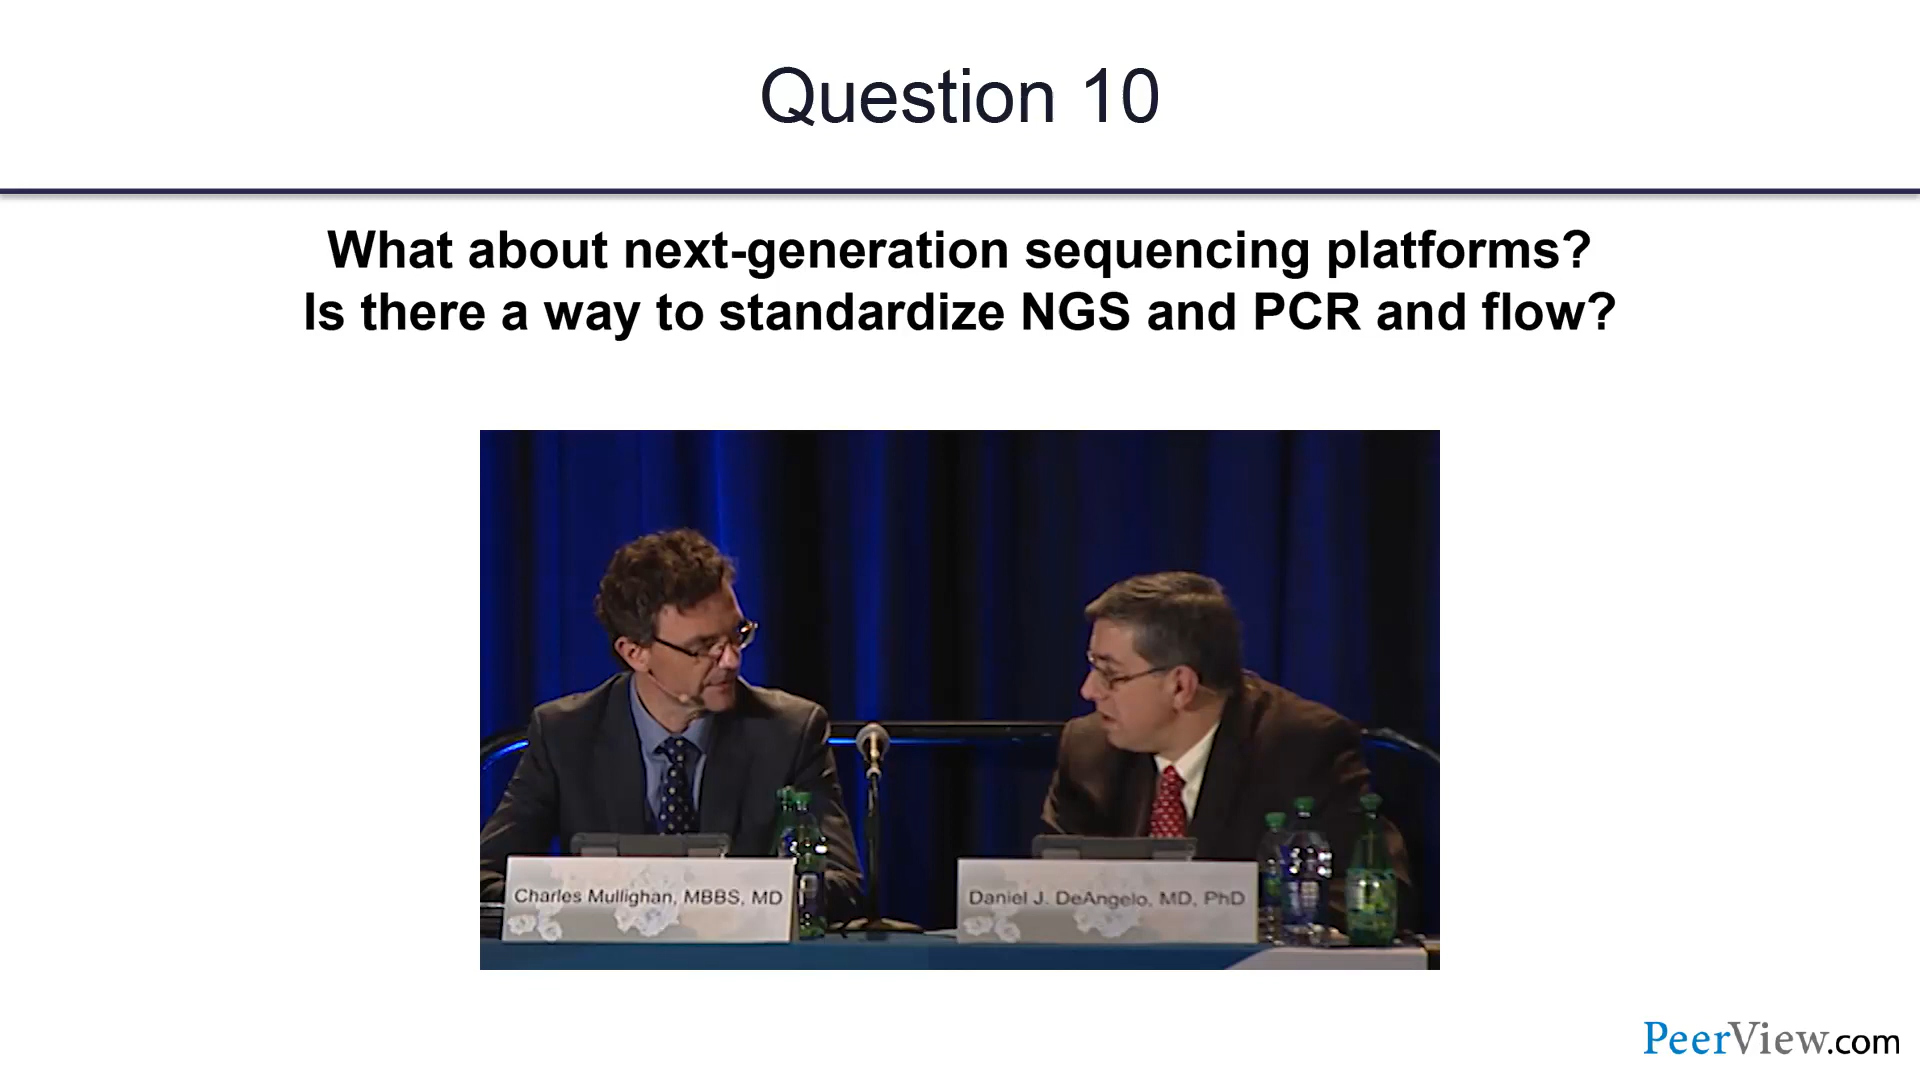 Question 10
What about next-generation sequencing platforms?
Is there a way to standardize NGS and PCR and flow?
Charles Mullighan, MBBS, MD
Daniel J. DeAngelo, MD, PhD
PeerView.com